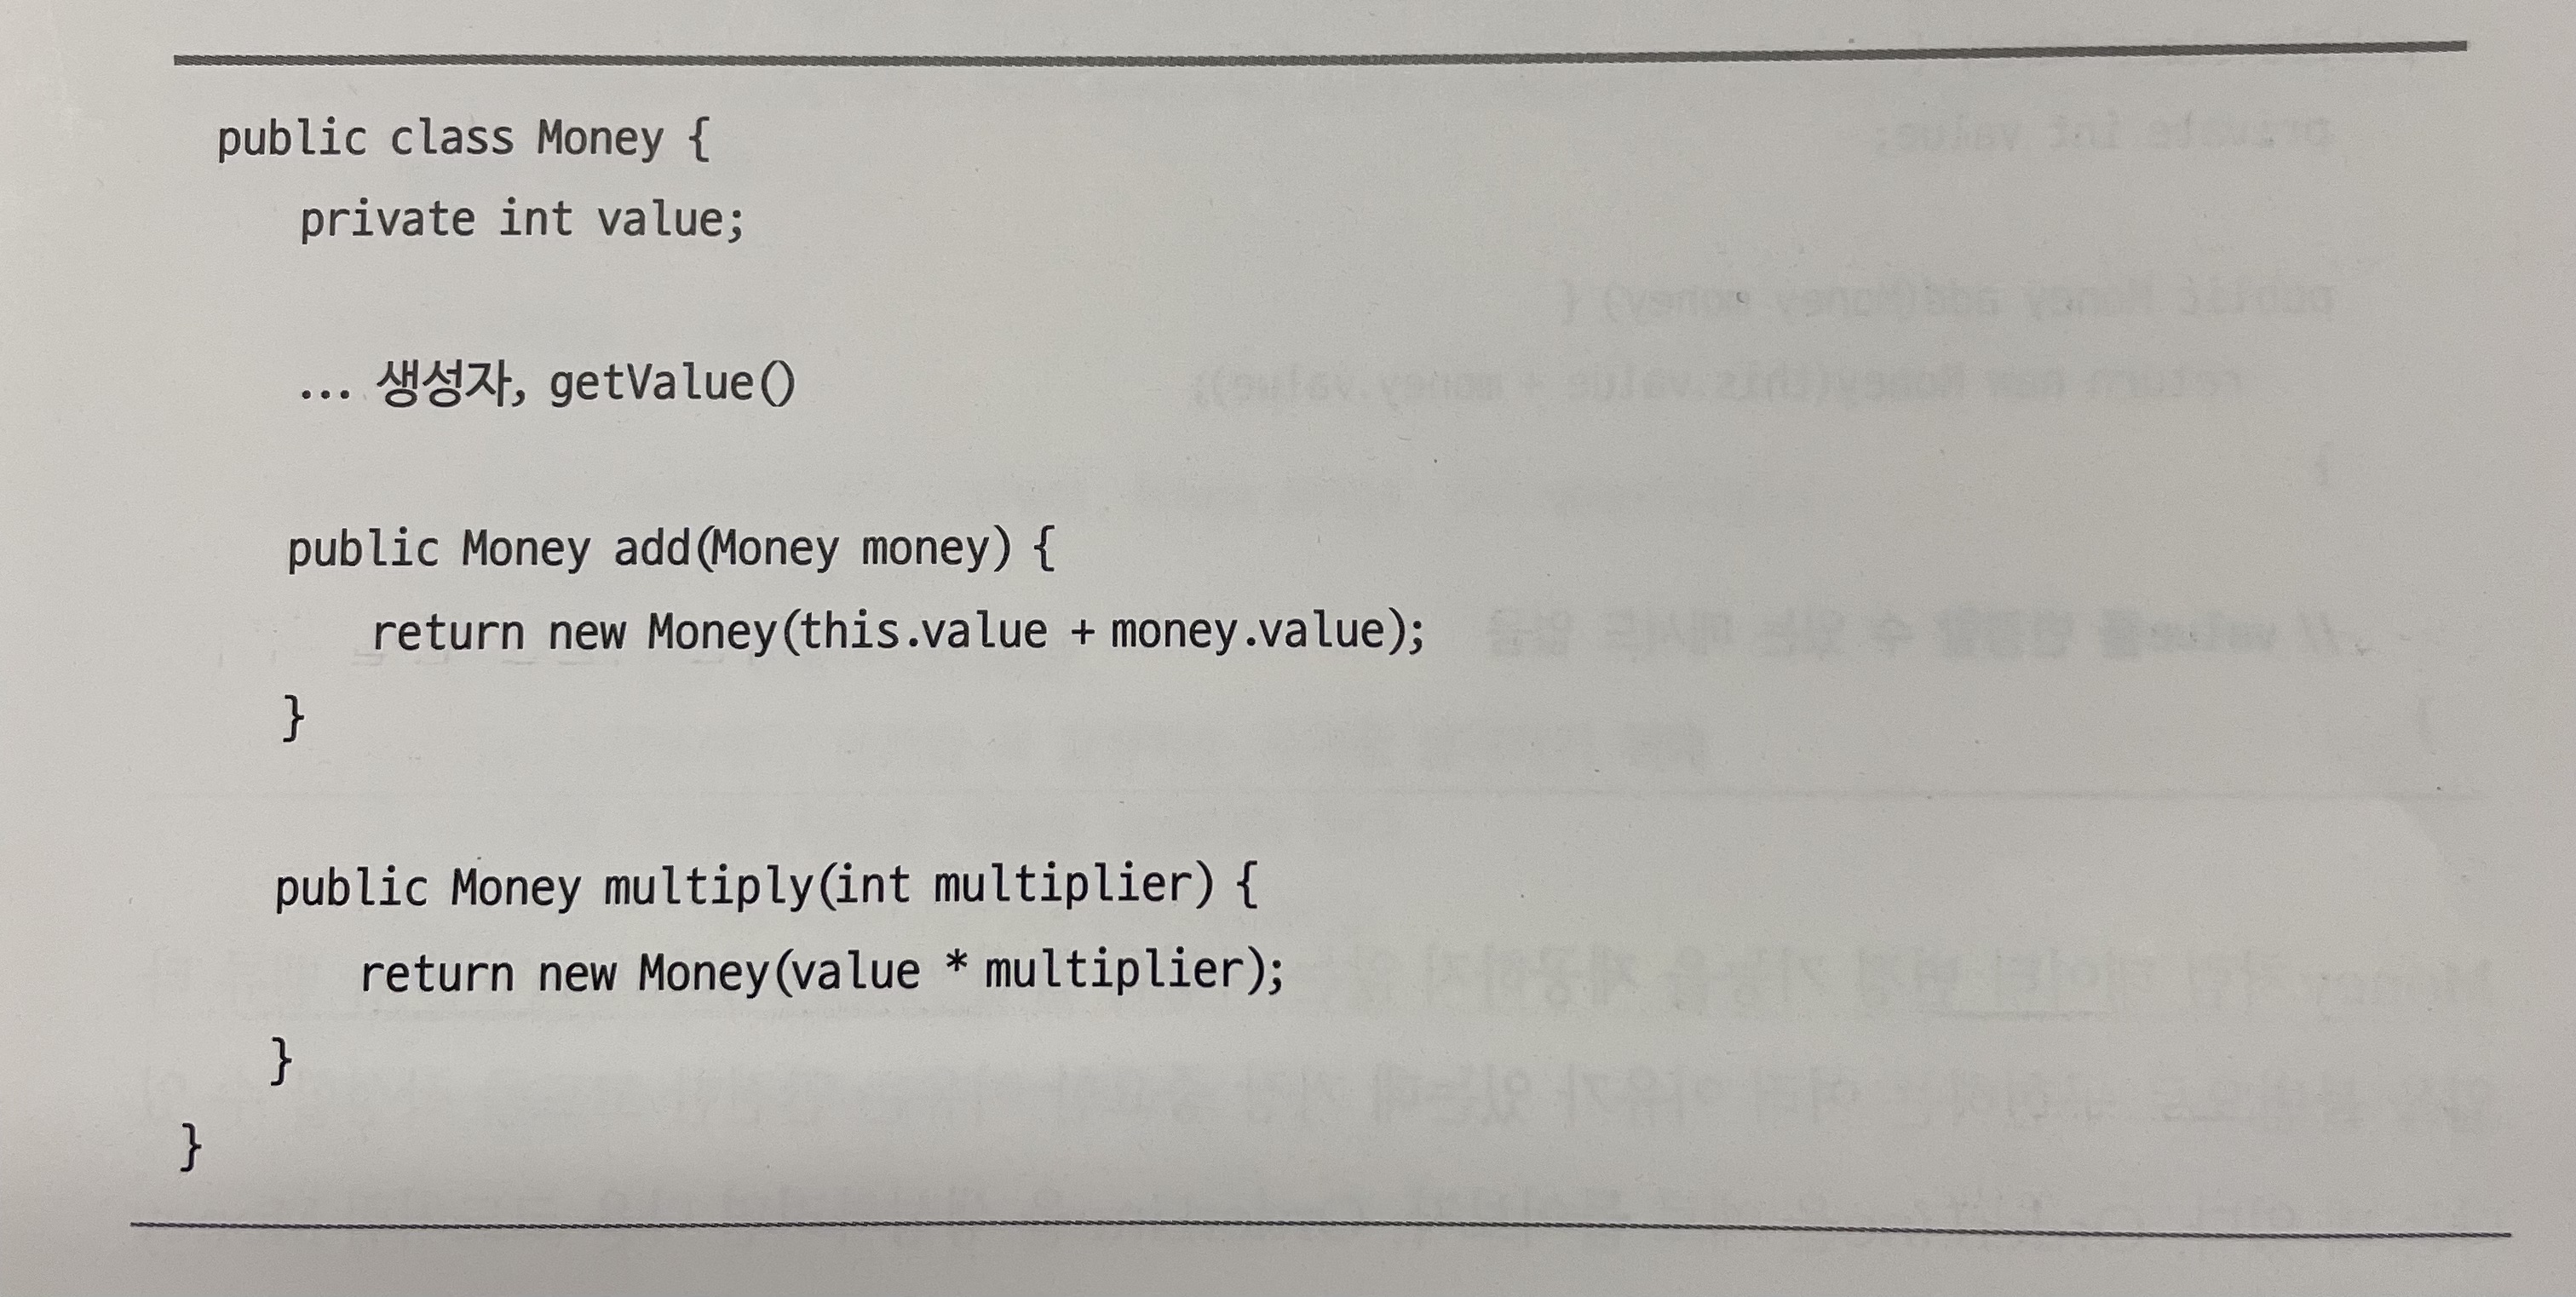 public class Money {
private int value;
... 생성자, getValue()
public Money add(Money money) {
return new Money(this.value + money.value);
}
public Money multiply(int multiplier) {
return new Money(value * multiplier);
}
}